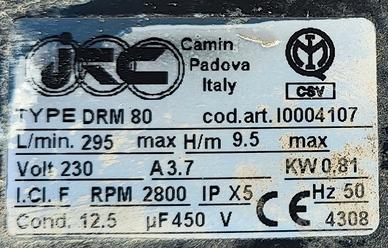 JRC
Camin
Padova
Italy
IMQ
CSV
TYPE DRM 80 cod.art. I0004107
L/min. 295 max H/m 9.5 max
Volt 230 A 3.7 KW 0.81
I.Cl. F RPM 2800 IP X5 Hz 50
Cond. 12.5 µF 450 V CE 4308